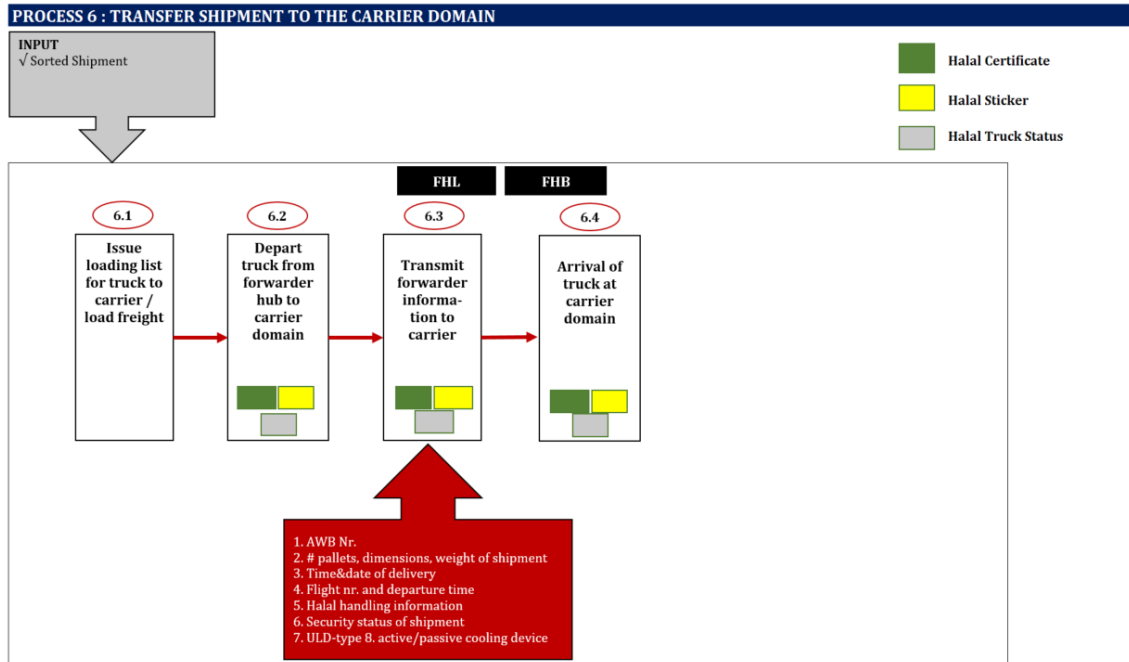 PROCESS 6 : TRANSFER SHIPMENT TO THE CARRIER DOMAIN
INPUT
√ Sorted Shipment
Halal Certificate
Halal Sticker
Halal Truck Status
FHL
FHB
6.1
Issue
loading list
for truck to
carrier /
load freight
6.2
Depart
truck from
forwarder
hub to
carrier
domain
6.3
Transmit
forwarder
informa-
tion to
carrier
6.4
Arrival of
truck at
carrier
domain
1. AWB Nr.
2. # pallets, dimensions, weight of shipment
3. Time&date of delivery
4. Flight nr. and departure time
5. Halal handling information
6. Security status of shipment
7. ULD-type 8. active/passive cooling device